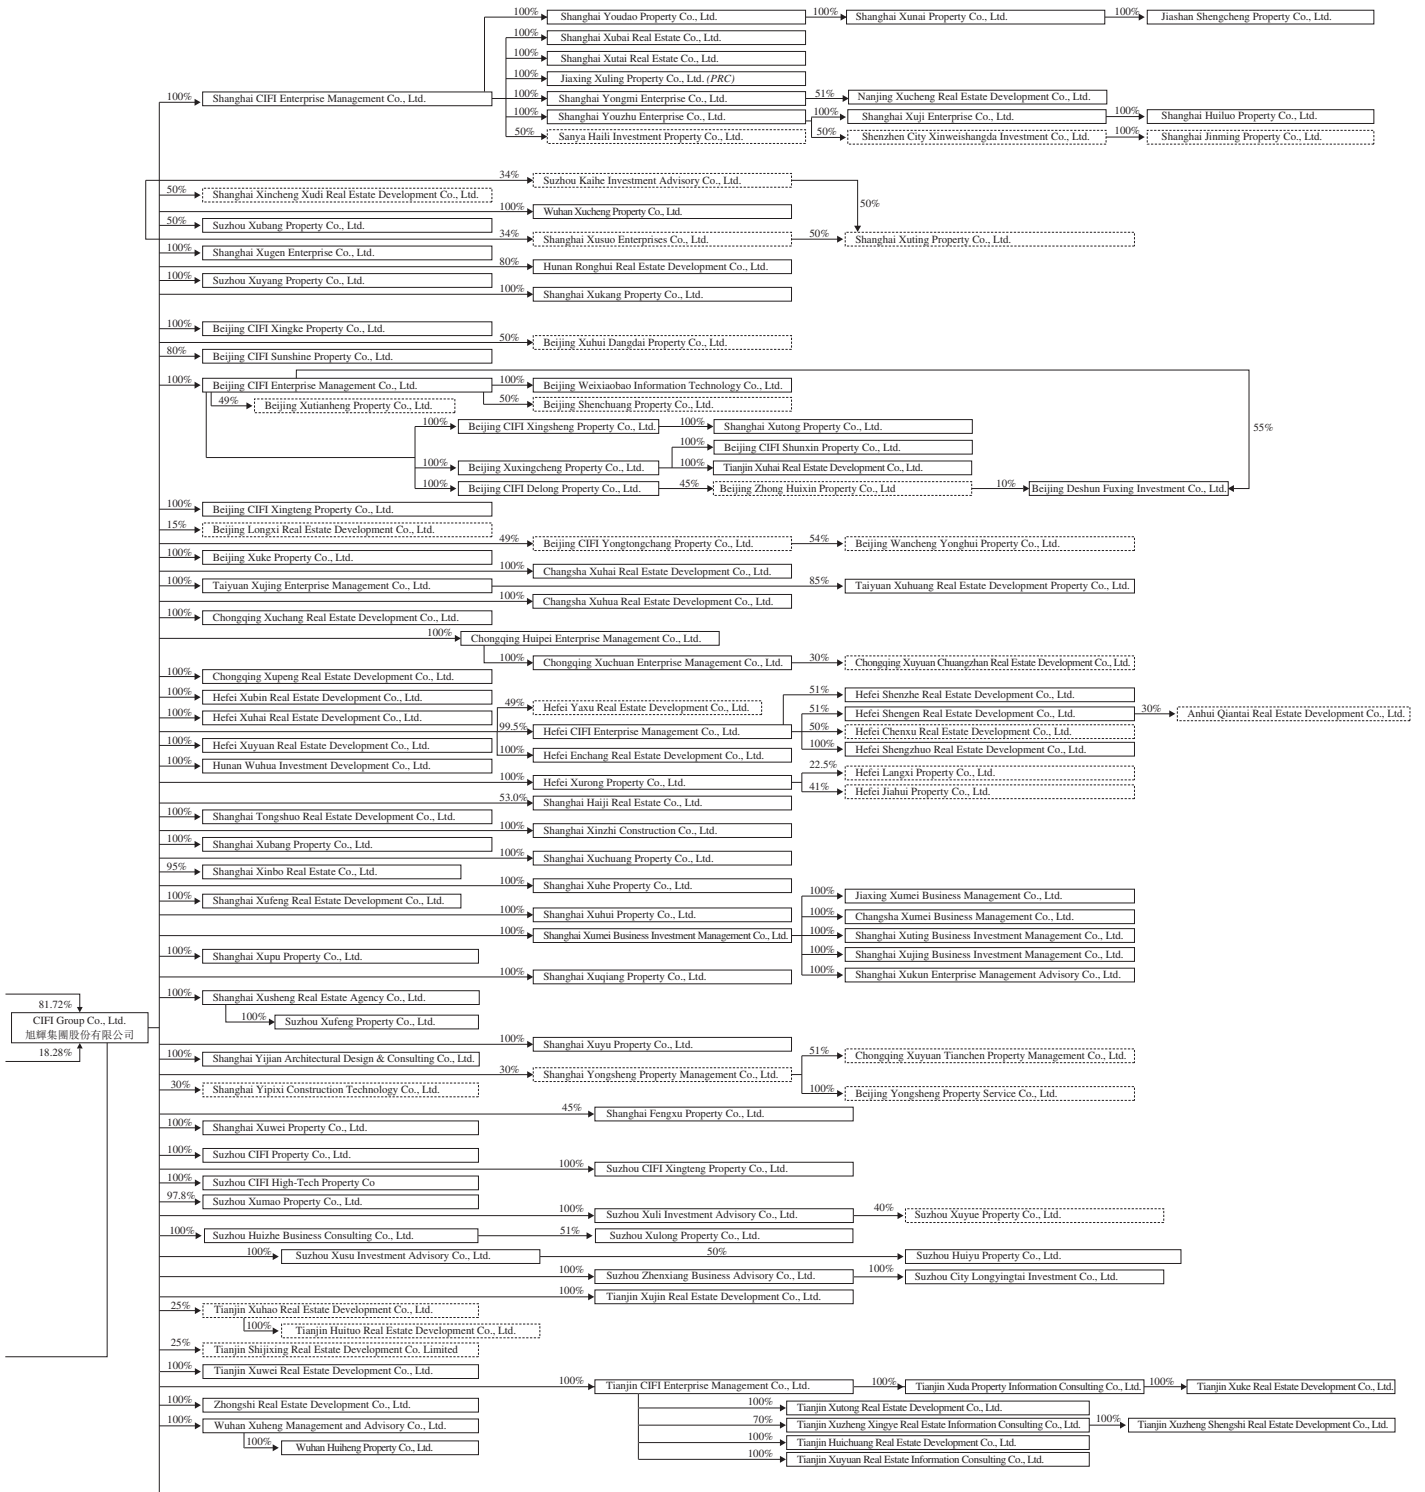 100% Shanghai Youdao Property Co., Ltd. 100% Shanghai Xunai Property Co., Ltd. 100% Jiashan Shengcheng Property Co., Ltd.
100% Shanghai Xubai Real Estate Co., Ltd.
100% Shanghai Xutai Real Estate Co., Ltd.
100% Jiaxing Xuling Property Co., Ltd. (PRC)
100% Shanghai CIFI Enterprise Management Co., Ltd. 100% Shanghai Yongmi Enterprise Co., Ltd. 51% Nanjing Xucheng Real Estate Development Co., Ltd.
100% Shanghai Youzhu Enterprise Co., Ltd. 100% Shanghai Xuji Enterprise Co., Ltd. 100% Shanghai Huiluo Property Co., Ltd.
50% Sanya Haili Investment Property Co., Ltd. 50% Shenzhen City Xinweishangda Investment Co., Ltd. 100% Shanghai Jinming Property Co., Ltd.
34% Suzhou Kaihe Investment Advisory Co., Ltd.
50% Shanghai Xincheng Xudi Real Estate Development Co., Ltd.
50%
100% Wuhan Xucheng Property Co., Ltd.
50% Suzhou Xubang Property Co., Ltd.
34% Shanghai Xusuo Enterprises Co., Ltd. 50% Shanghai Xuting Property Co., Ltd.
100% Shanghai Xugen Enterprise Co., Ltd.
80% Hunan Ronghui Real Estate Development Co., Ltd.
100% Suzhou Xuyang Property Co., Ltd.
100% Shanghai Xukang Property Co., Ltd.
100% Beijing CIFI Xingke Property Co., Ltd.
50% Beijing Xuhui Dangdai Property Co., Ltd.
80% Beijing CIFI Sunshine Property Co., Ltd.
100% Beijing CIFI Enterprise Management Co., Ltd. 100% Beijing Weixiaobao Information Technology Co., Ltd.
49% Beijing Xutianheng Property Co., Ltd. 50% Beijing Shenchuang Property Co., Ltd.
100% Beijing CIFI Xingsheng Property Co., Ltd. 100% Shanghai Xutong Property Co., Ltd.
55%
100% Beijing CIFI Shunxin Property Co., Ltd.
100% Beijing Xuxingcheng Property Co., Ltd. 100% Tianjin Xuhai Real Estate Development Co., Ltd.
100% Beijing CIFI Delong Property Co., Ltd. 45% Beijing Zhong Huixin Property Co., Ltd 10% Beijing Deshun Fuxing Investment Co., Ltd.
100% Beijing CIFI Xingteng Property Co., Ltd.
15% Beijing Longxi Real Estate Development Co., Ltd.
49% Beijing CIFI Yongtongchang Property Co., Ltd. 54% Beijing Wancheng Yonghui Property Co., Ltd.
100% Beijing Xuke Property Co., Ltd.
100% Changsha Xuhai Real Estate Development Co., Ltd.
100% Taiyuan Xujing Enterprise Management Co., Ltd. 85% Taiyuan Xuhuang Real Estate Development Property Co., Ltd.
100% Changsha Xuhua Real Estate Development Co., Ltd.
100% Chongqing Xuchang Real Estate Development Co., Ltd.
100% Chongqing Huipei Enterprise Management Co., Ltd.
100% Chongqing Xuchuan Enterprise Management Co., Ltd. 30% Chongqing Xuyuan Chuangzhan Real Estate Development Co., Ltd.
100% Chongqing Xupeng Real Estate Development Co., Ltd.
100% Hefei Xubin Real Estate Development Co., Ltd. 51% Hefei Shenzhe Real Estate Development Co., Ltd.
49% Hefei Yaxu Real Estate Development Co., Ltd.
51% Hefei Shengen Real Estate Development Co., Ltd. 30% Anhui Qiantai Real Estate Development Co., Ltd.
100% Hefei Xuhai Real Estate Development Co., Ltd.
99.5% Hefei CIFI Enterprise Management Co., Ltd. 50% Hefei Chenxu Real Estate Development Co., Ltd.
100% Hefei Xuyuan Real Estate Development Co., Ltd. 100% Hefei Shengzhuo Real Estate Development Co., Ltd.
100% Hefei Enchang Real Estate Development Co., Ltd.
100% Hunan Wuhua Investment Development Co., Ltd.
22.5% Hefei Langxi Property Co., Ltd.
100% Hefei Xurong Property Co., Ltd.
41% Hefei Jiahui Property Co., Ltd.
53.0% Shanghai Haiji Real Estate Co., Ltd.
100% Shanghai Tongshuo Real Estate Development Co., Ltd.
100% Shanghai Xinzhi Construction Co., Ltd.
100% Shanghai Xubang Property Co., Ltd.
100% Shanghai Xuchuang Property Co., Ltd.
95% Shanghai Xinbo Real Estate Co., Ltd.
100% Shanghai Xuhe Property Co., Ltd.
100% Jiaxing Xumei Business Management Co., Ltd.
100% Shanghai Xufeng Real Estate Development Co., Ltd.
100% Shanghai Xuhui Property Co., Ltd. 100% Changsha Xumei Business Management Co., Ltd.
100% Shanghai Xumei Business Investment Management Co., Ltd. 100% Shanghai Xuting Business Investment Management Co., Ltd.
100% Shanghai Xupu Property Co., Ltd. 100% Shanghai Xujing Business Investment Management Co., Ltd.
100% Shanghai Xuqiang Property Co., Ltd. 100% Shanghai Xukun Enterprise Management Advisory Co., Ltd.
100% Shanghai Xusheng Real Estate Agency Co., Ltd.
81.72%
CIFI Group Co., Ltd. 100% Suzhou Xufeng Property Co., Ltd.
旭輝集團股份有限公司
100% Shanghai Xuyu Property Co., Ltd.
18.28%
100% Shanghai Yijian Architectural Design & Consulting Co., Ltd. 51% Chongqing Xuyuan Tianchen Property Management Co., Ltd.
30% Shanghai Yongsheng Property Management Co., Ltd.
30% Shanghai Yipixi Construction Technology Co., Ltd. 100% Beijing Yongsheng Property Service Co., Ltd.
45% Shanghai Fengxu Property Co., Ltd.
100% Shanghai Xuwei Property Co., Ltd.
100% Suzhou CIFI Property Co., Ltd.
100% Suzhou CIFI Xingteng Property Co., Ltd.
100% Suzhou CIFI High-Tech Property Co
97.8% Suzhou Xumao Property Co., Ltd.
100% Suzhou Xuli Investment Advisory Co., Ltd. 40% Suzhou Xuyue Property Co., Ltd.
100% Suzhou Huizhe Business Consulting Co., Ltd. 51% Suzhou Xulong Property Co., Ltd.
100% Suzhou Xusu Investment Advisory Co., Ltd. 50% Suzhou Huiyu Property Co., Ltd.
100% Suzhou Zhenxiang Business Advisory Co., Ltd. 100% Suzhou City Longyingtai Investment Co., Ltd.
100% Tianjin Xujin Real Estate Development Co., Ltd.
25% Tianjin Xuhao Real Estate Development Co., Ltd.
100% Tianjin Huituo Real Estate Development Co., Ltd.
25% Tianjin Shijixing Real Estate Development Co. Limited
100% Tianjin Xuwei Real Estate Development Co., Ltd.
100% Tianjin CIFI Enterprise Management Co., Ltd. 100% Tianjin Xuda Property Information Consulting Co., Ltd. 100% Tianjin Xuke Real Estate Development Co., Ltd.
100% Zhongshi Real Estate Development Co., Ltd. 100% Tianjin Xutong Real Estate Development Co., Ltd.
100% Wuhan Xuheng Management and Advisory Co., Ltd. 70% Tianjin Xuzheng Xingye Real Estate Information Consulting Co., Ltd. 100% Tianjin Xuzheng Shengshi Real Estate Development Co., Ltd.
100% Wuhan Huiheng Property Co., Ltd. 100% Tianjin Huichuang Real Estate Development Co., Ltd.
100% Tianjin Xuyuan Real Estate Information Consulting Co., Ltd.